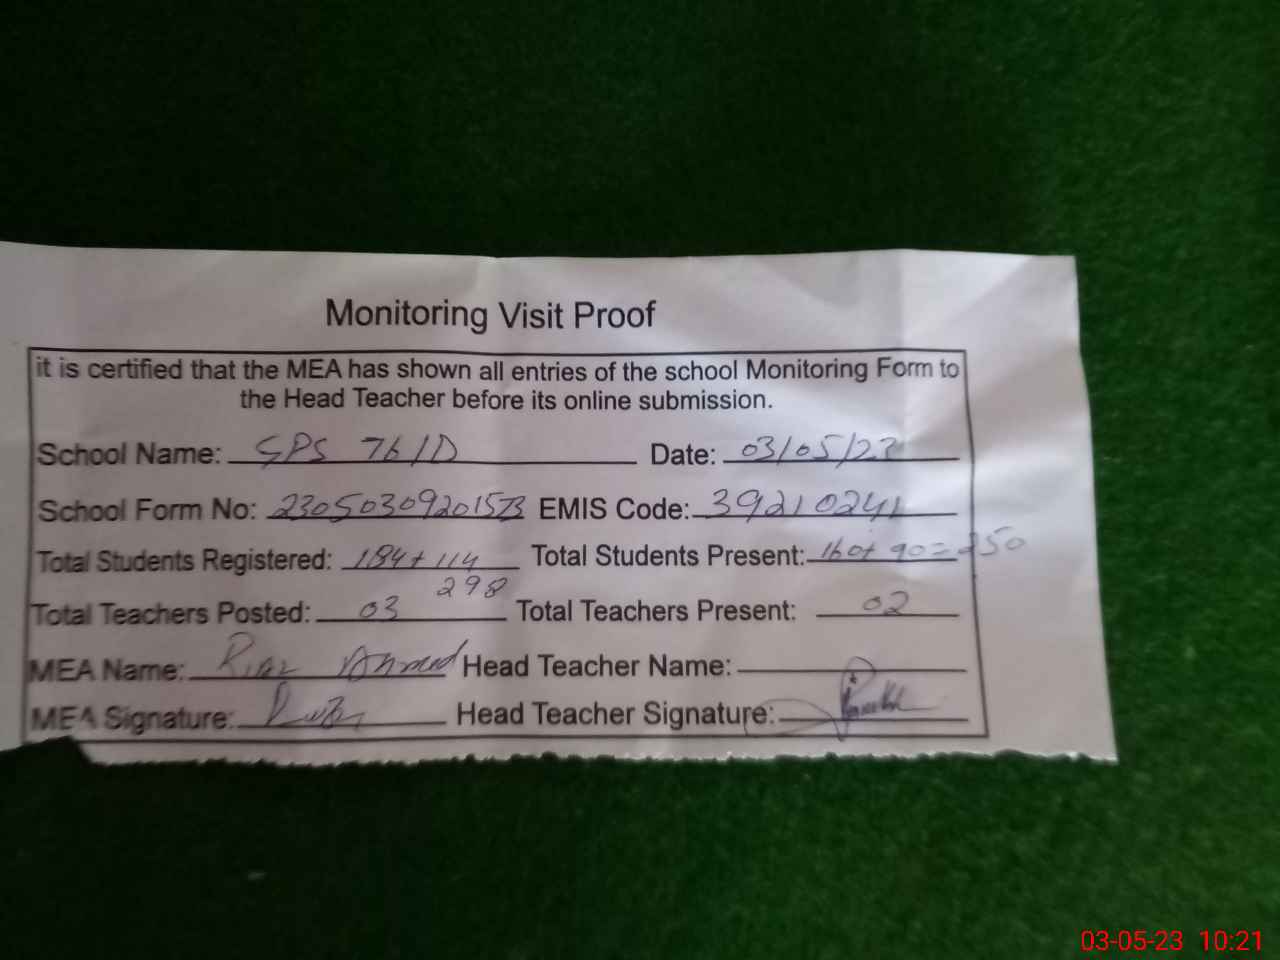 Monitoring Visit Proof
it is certified that the MEA has shown all entries of the school Monitoring Form to
the Head Teacher before its online submission.
School Name: GPS 76/D Date: 03/05/23
School Form No: 23050309201573 EMIS Code: 39210241
Total Students Registered: 184+114 Total Students Present: 160+90=250
298
Total Teachers Posted: 03 Total Teachers Present: 02
MEA Name: Riaz Ahmad Head Teacher Name:
MEA Signature: Head Teacher Signature:
03-05-23 10:21